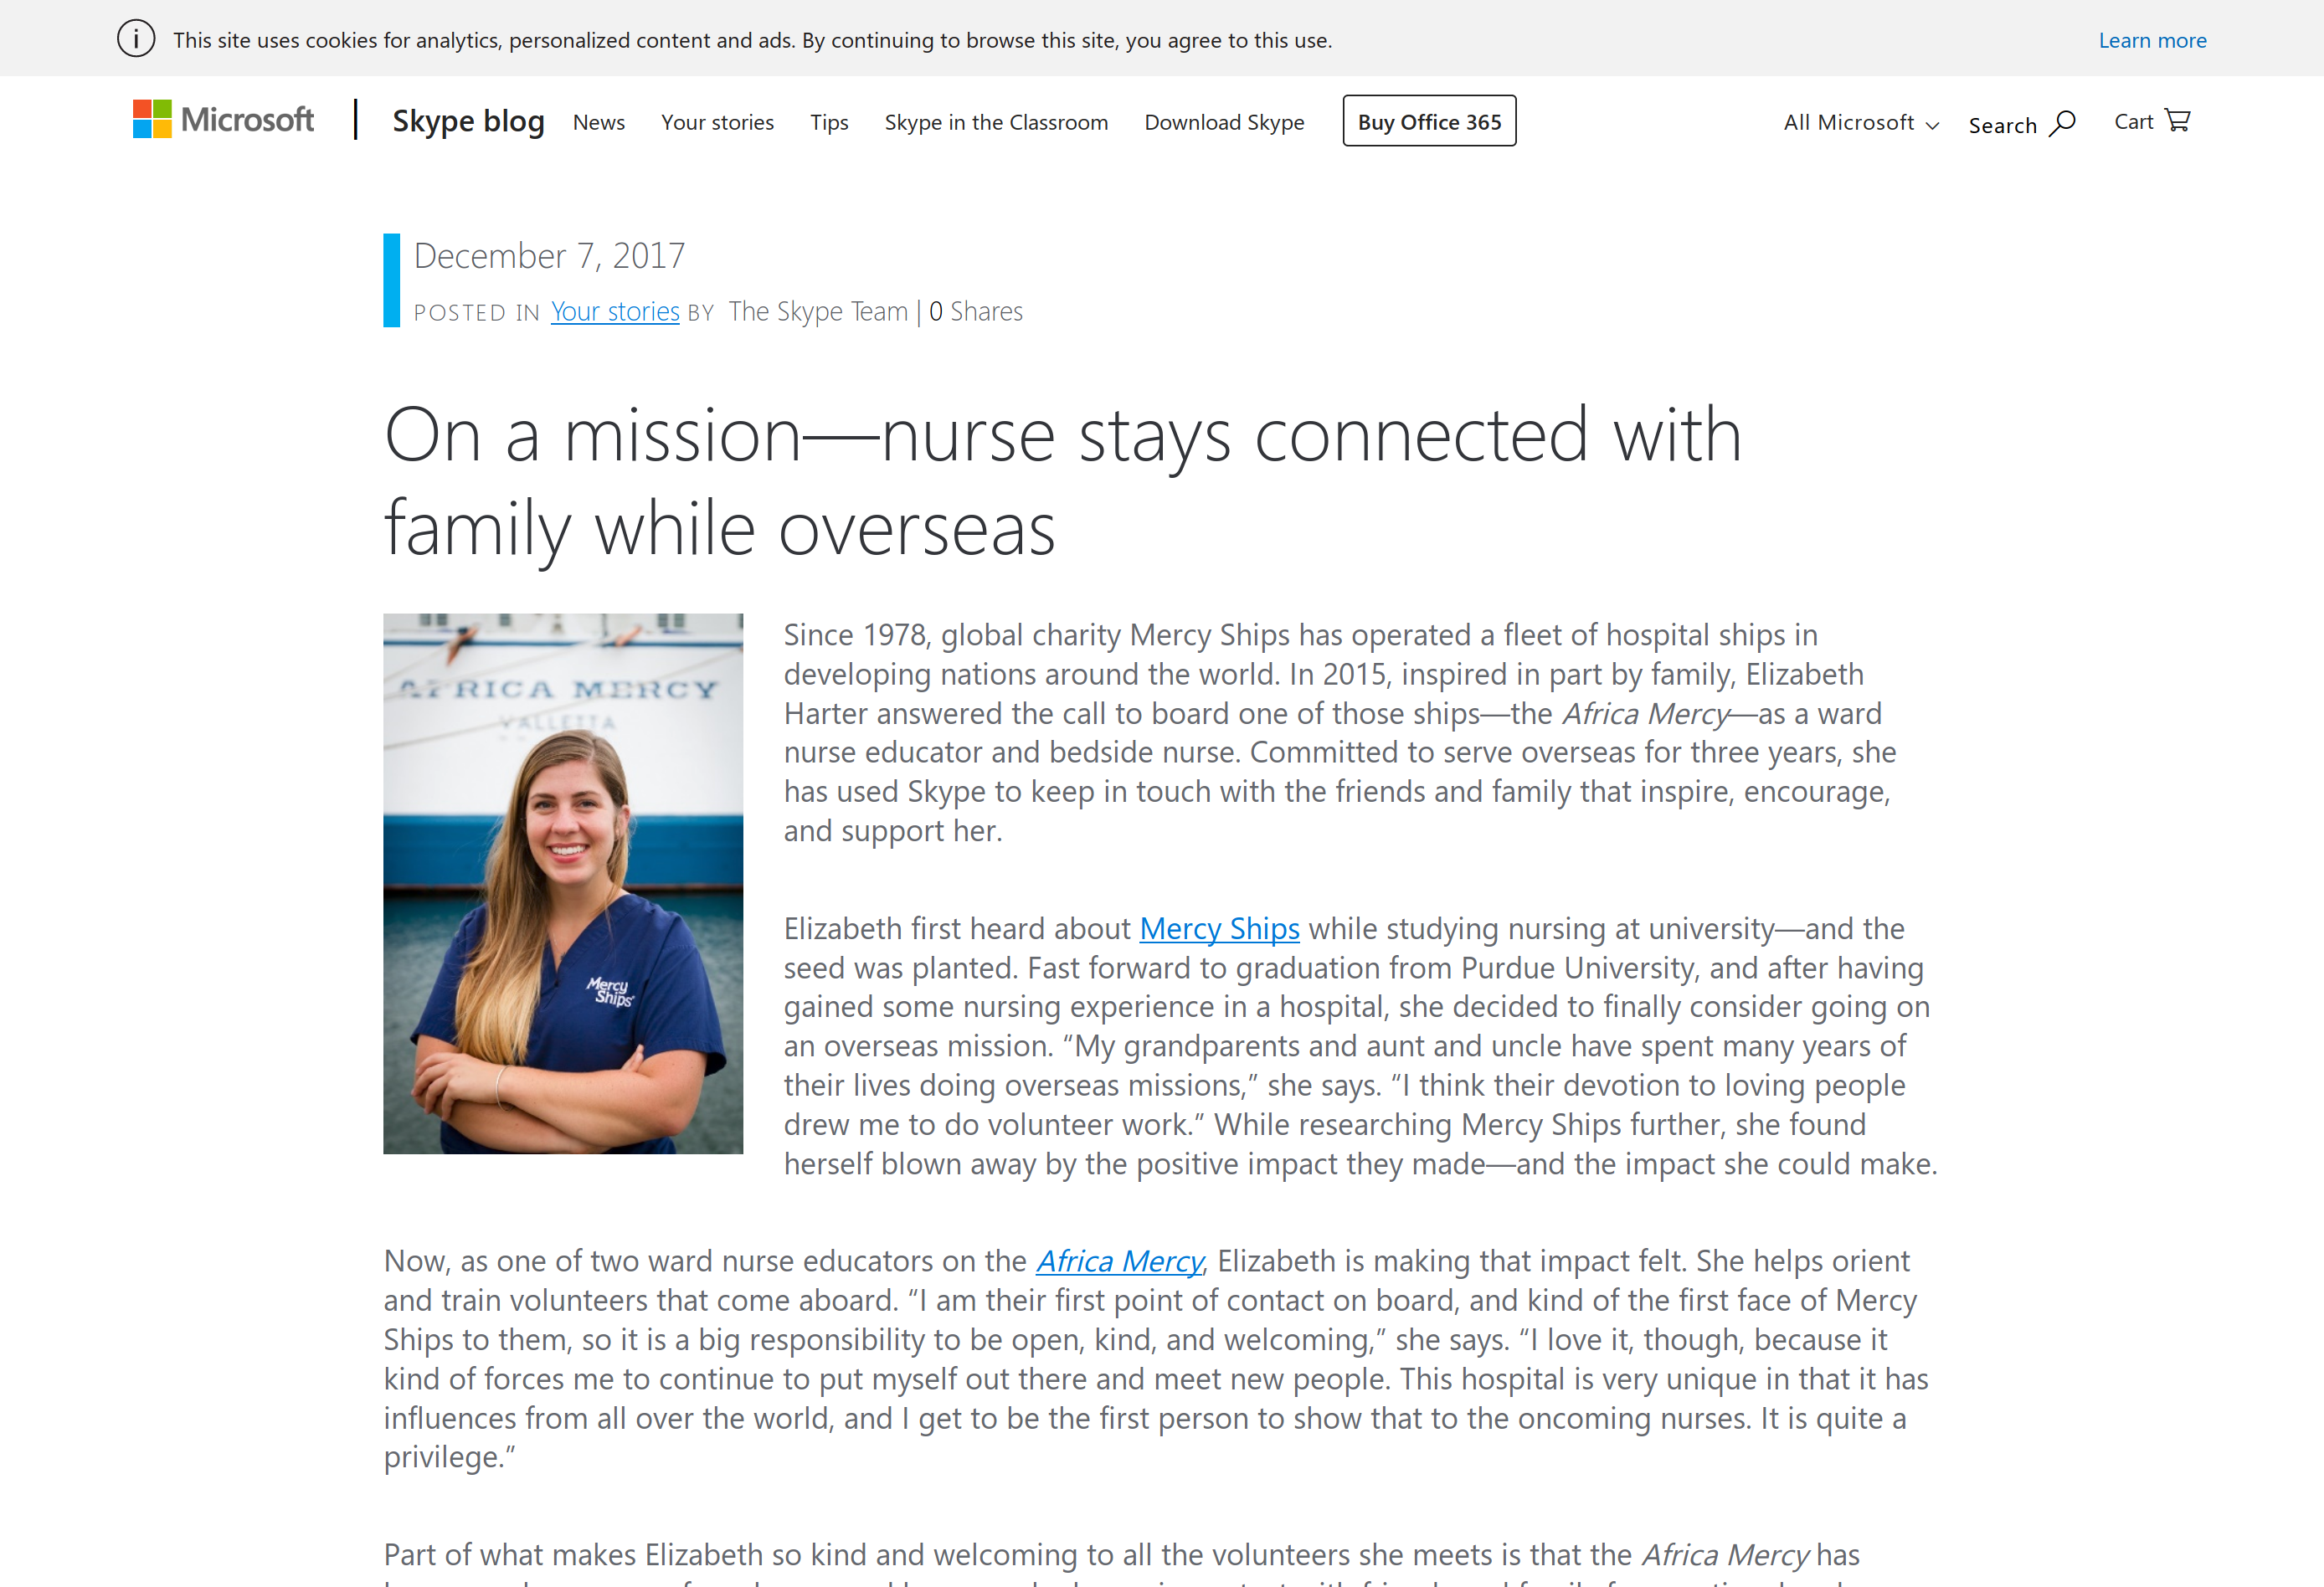 This site uses cookies for analytics, personalized content and ads. By continuing to browse this site, you agree to this use.
Learn more
Microsoft
Skype blog
News
Your stories
Tips
Skype in the Classroom
Download Skype
Buy Office 365
All Microsoft
Search
Cart
December 7, 2017
POSTED IN Your stories BY The Skype Team | 0 Shares
On a mission—nurse stays connected with
family while overseas
AFRICA MERCY
VALLETTA
Mercy
Ships
Since 1978, global charity Mercy Ships has operated a fleet of hospital ships in
developing nations around the world. In 2015, inspired in part by family, Elizabeth
Harter answered the call to board one of those ships—the Africa Mercy—as a ward
nurse educator and bedside nurse. Committed to serve overseas for three years, she
has used Skype to keep in touch with the friends and family that inspire, encourage,
and support her.
Elizabeth first heard about Mercy Ships while studying nursing at university—and the
seed was planted. Fast forward to graduation from Purdue University, and after having
gained some nursing experience in a hospital, she decided to finally consider going on
an overseas mission. “My grandparents and aunt and uncle have spent many years of
their lives doing overseas missions,” she says. “I think their devotion to loving people
drew me to do volunteer work.” While researching Mercy Ships further, she found
herself blown away by the positive impact they made—and the impact she could make.
Now, as one of two ward nurse educators on the Africa Mercy, Elizabeth is making that impact felt. She helps orient
and train volunteers that come aboard. “I am their first point of contact on board, and kind of the first face of Mercy
Ships to them, so it is a big responsibility to be open, kind, and welcoming,” she says. “I love it, though, because it
kind of forces me to continue to put myself out there and meet new people. This hospital is very unique in that it has
influences from all over the world, and I get to be the first person to show that to the oncoming nurses. It is quite a
privilege.”
Part of what makes Elizabeth so kind and welcoming to all the volunteers she meets is that the Africa Mercy has